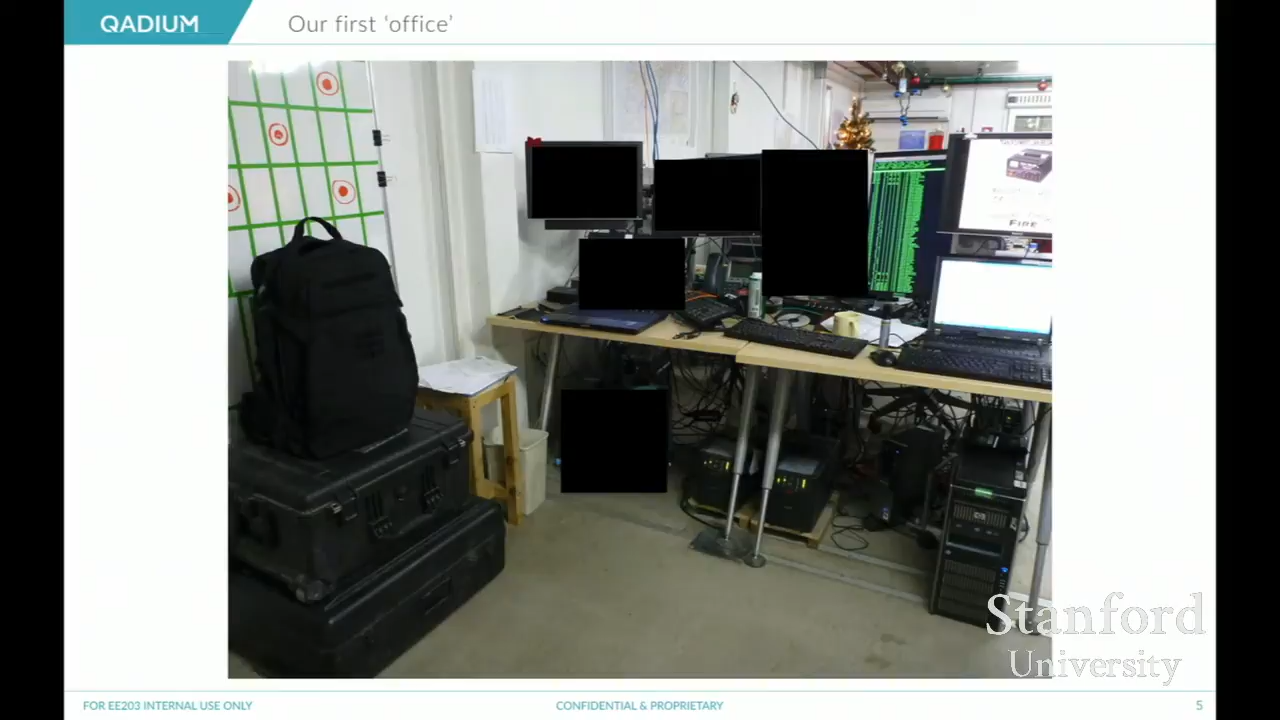 QADIUM
Our first ‘office’
FIRE
Stanford
University
FOR EE203 INTERNAL USE ONLY
CONFIDENTIAL & PROPRIETARY
5